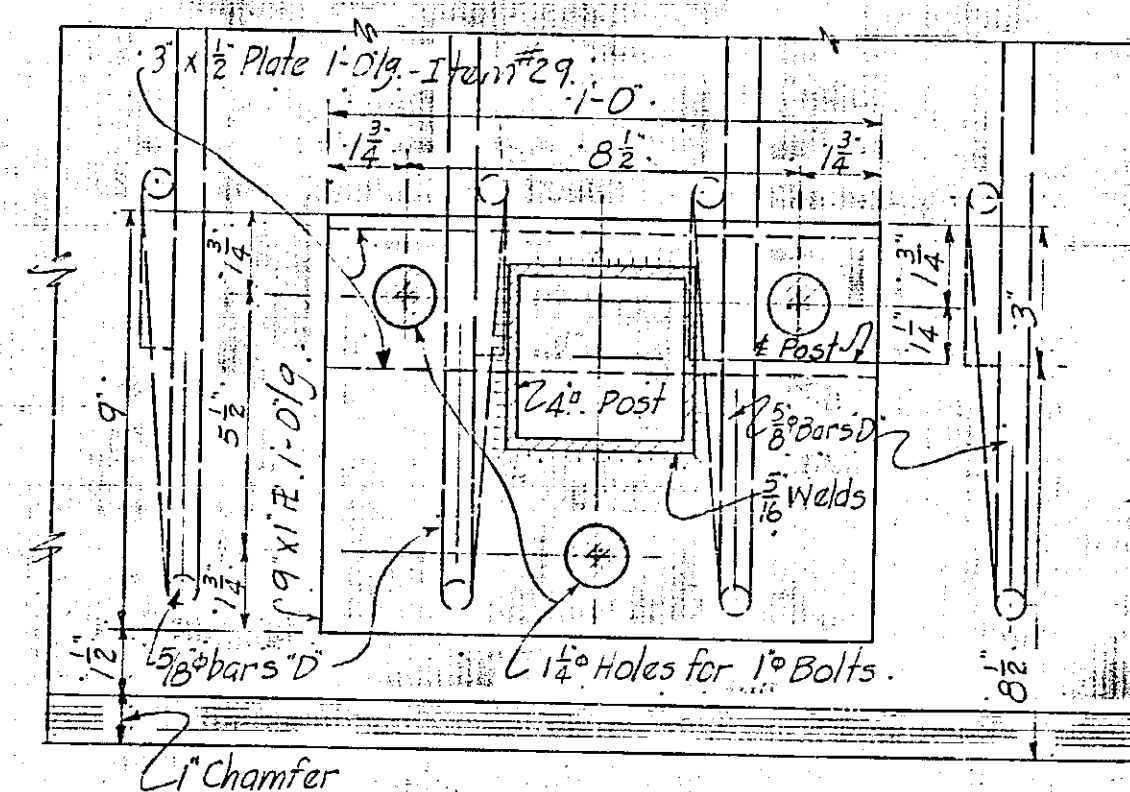 3" x 1/2" Plate 1'-0"lg. - Item #29.
1'-0".
1 3/4"
8 1/2".
1 3/4"
1 3/4"
5 1/2"
1 3/4"
9"
1 1/2"
9" x 1" PL. 1'-0"lg.
1 3/4"
1 1/4"
3"
℄ Post
4"▫ Post
5/8"φ Bars "D"
5/16" Welds
8 1/2"
5/8"φ bars "D"
1 1/4"φ Holes for 1"φ Bolts.
1" Chamfer